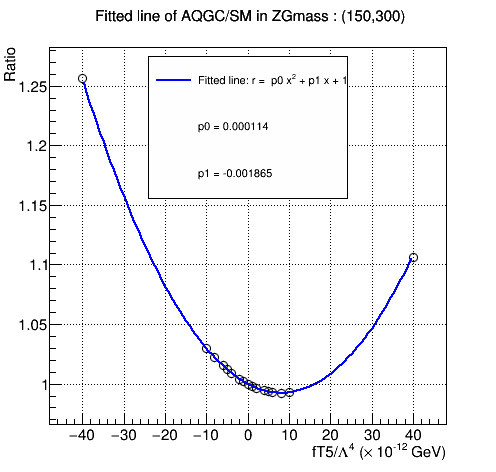 Fitted line of AQGC/SM in ZGmass : (150,300)
Ratio
Fitted line: r = p0 x² + p1 x + 1
p0 = 0.000114
p1 = -0.001865
1.25
1.2
1.15
1.1
1.05
1
−40 −30 −20 −10 0 10 20 30 40
fT5/Λ⁴ (× 10⁻¹² GeV)